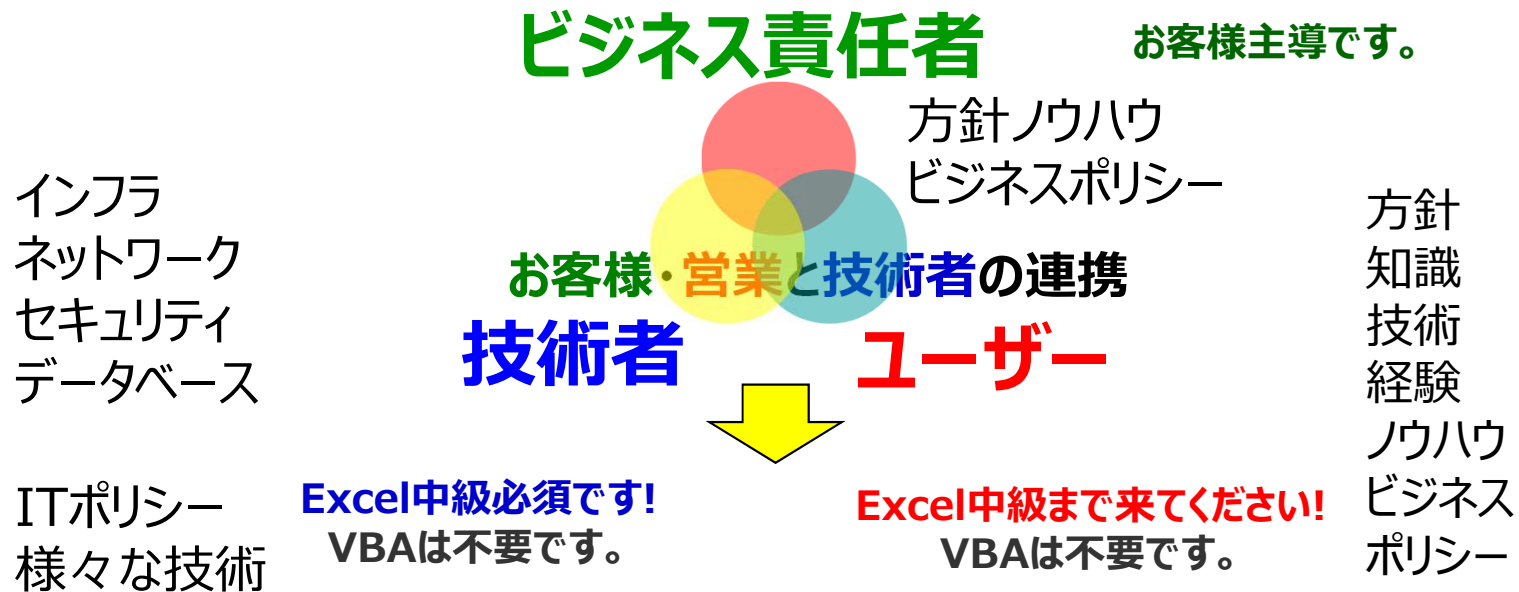 ビジネス責任者
お客様主導です。
方針ノウハウ
ビジネスポリシー
インフラ
ネットワーク
セキュリティ
データベース
ITポリシー
様々な技術
お客様・営業と技術者の連携
技術者
ユーザー
Excel中級必須です!
VBAは不要です。
Excel中級まで来てください!
VBAは不要です。
方針
知識
技術
経験
ノウハウ
ビジネス
ポリシー